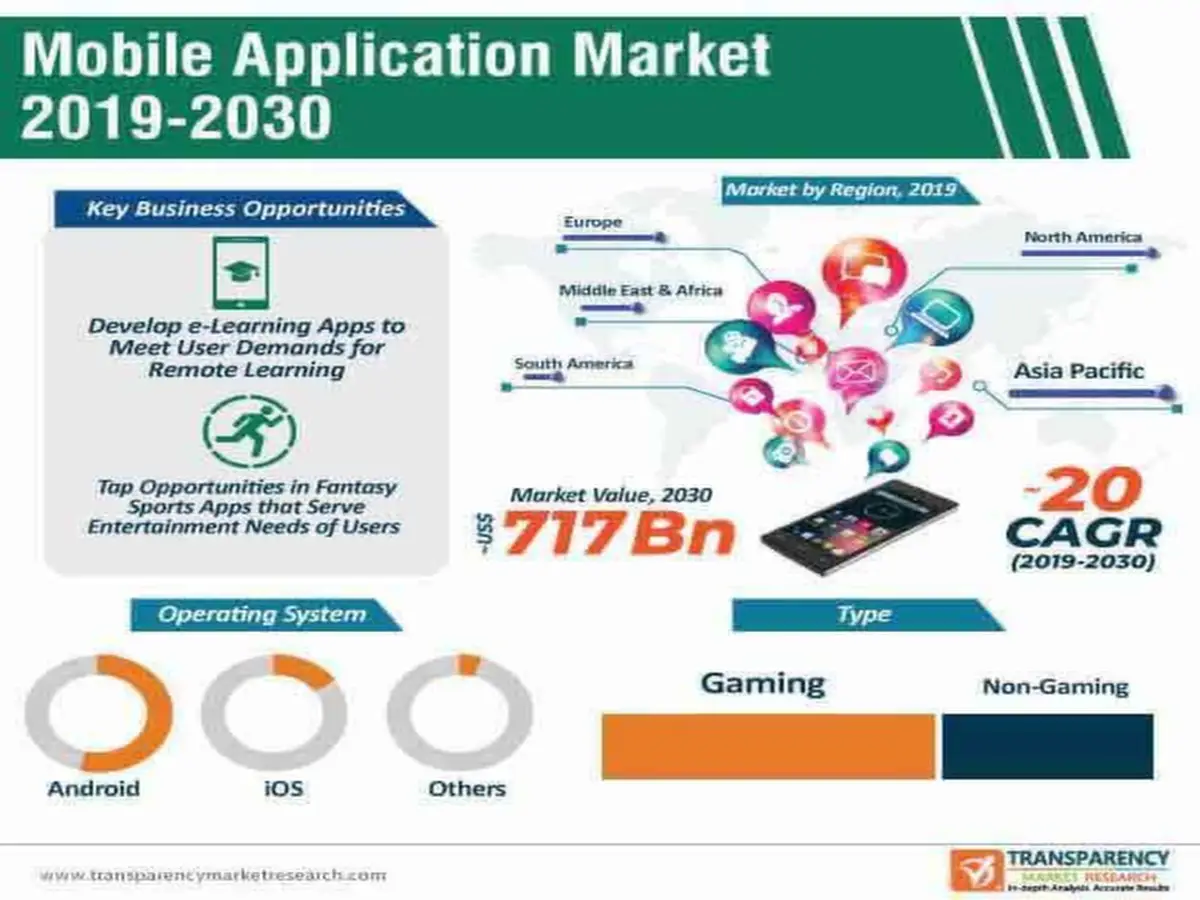 Mobile Application Market
2019-2030
Key Business Opportunities
Develop e-Learning Apps to
Meet User Demands for
Remote Learning
Tap Opportunities in Fantasy
Sports Apps that Serve
Entertainment Needs of Users
Market by Region, 2019
Europe
North America
Middle East & Africa
South America
Asia Pacific
Market Value, 2030
~US$
717 Bn
~20
CAGR
(2019-2030)
Operating System
Android
iOS
Others
Type
Gaming
Non-Gaming
www.transparencymarketresearch.com
TRANSPARENCY
MARKET RESEARCH
In-depth Analysis. Accurate Results